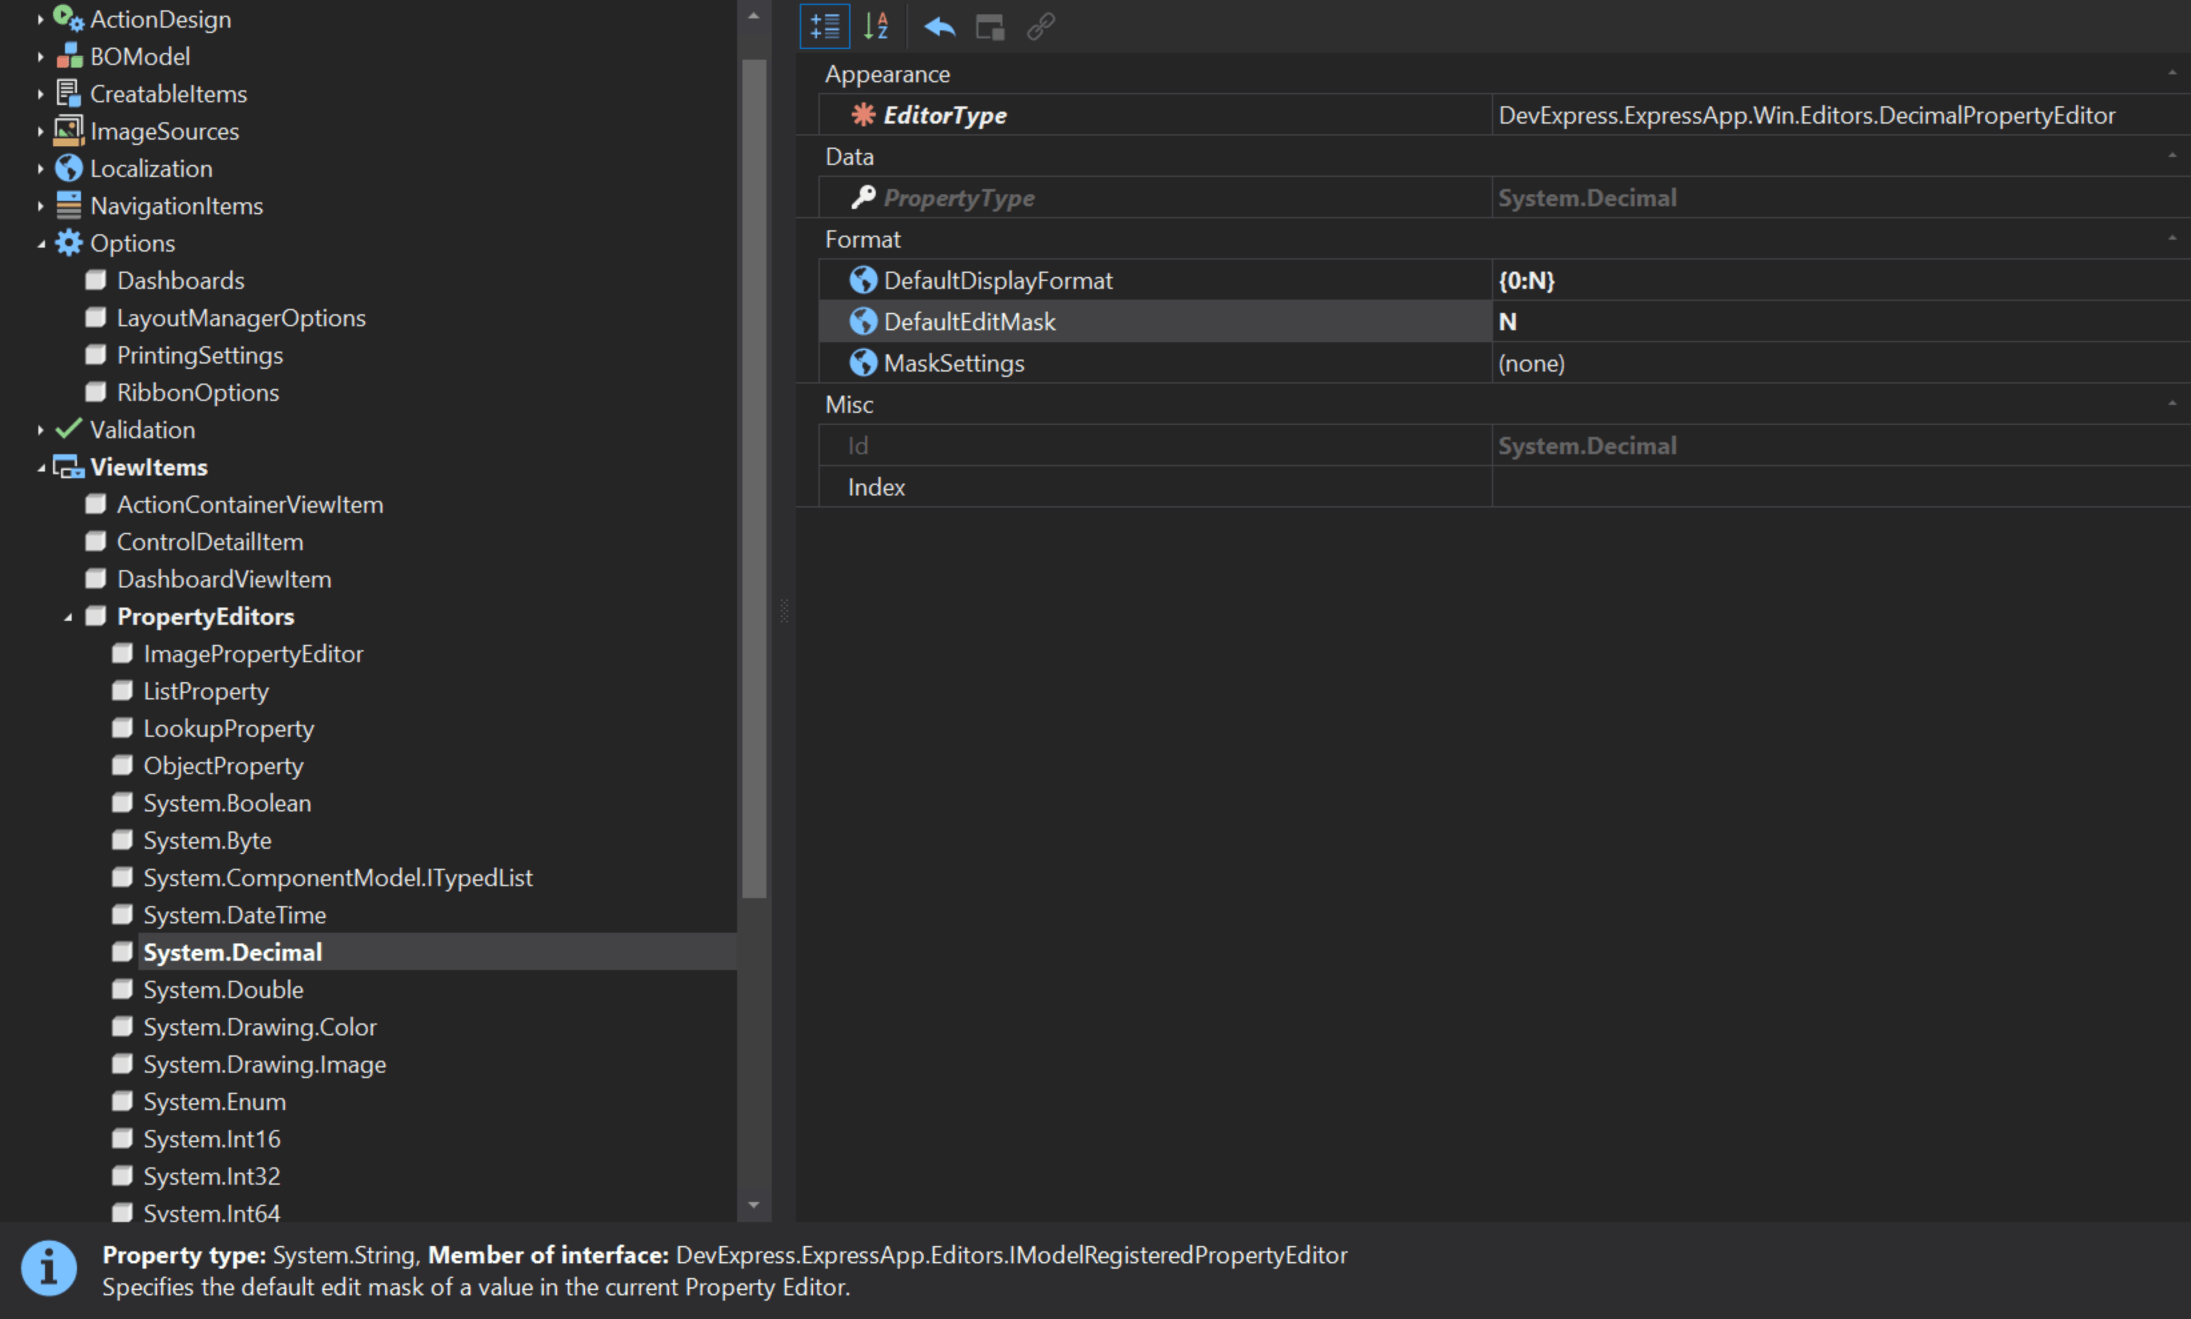 ActionDesign
BOModel
CreatableItems
ImageSources
Localization
NavigationItems
Options
Dashboards
LayoutManagerOptions
PrintingSettings
RibbonOptions
Validation
ViewItems
ActionContainerViewItem
ControlDetailItem
DashboardViewItem
PropertyEditors
ImagePropertyEditor
ListProperty
LookupProperty
ObjectProperty
System.Boolean
System.Byte
System.ComponentModel.ITypedList
System.DateTime
System.Decimal
System.Double
System.Drawing.Color
System.Drawing.Image
System.Enum
System.Int16
System.Int32
System.Int64
Appearance
EditorType DevExpress.ExpressApp.Win.Editors.DecimalPropertyEditor
Data
PropertyType System.Decimal
Format
DefaultDisplayFormat {0:N}
DefaultEditMask N
MaskSettings (none)
Misc
Id System.Decimal
Index
Property type: System.String, Member of interface: DevExpress.ExpressApp.Editors.IModelRegisteredPropertyEditor
Specifies the default edit mask of a value in the current Property Editor.